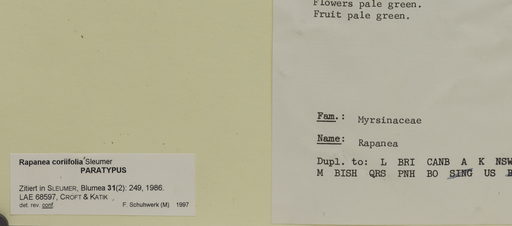 Flowers pale green.
Fruit pale green.
Fam.: Myrsinaceae
Name: Rapanea
Dupl. to: L BRI CANB A K NSW
M BISH QRS PNH BO SING US
Rapanea coriifolia Sleumer
PARATYPUS
Zitiert in SLEUMER, Blumea 31(2): 249, 1986.
LAE 68597, CROFT & KATIK
det. rev. conf. F. Schuhwerk (M) 1997